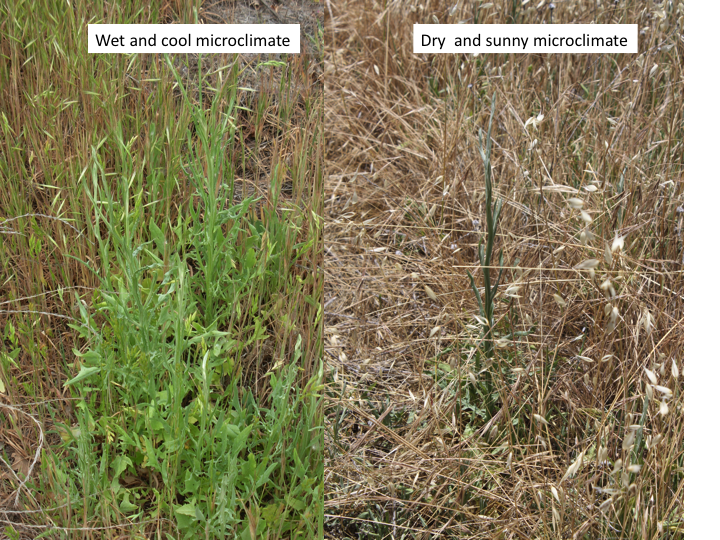 Wet and cool microclimate
Dry  and sunny microclimate